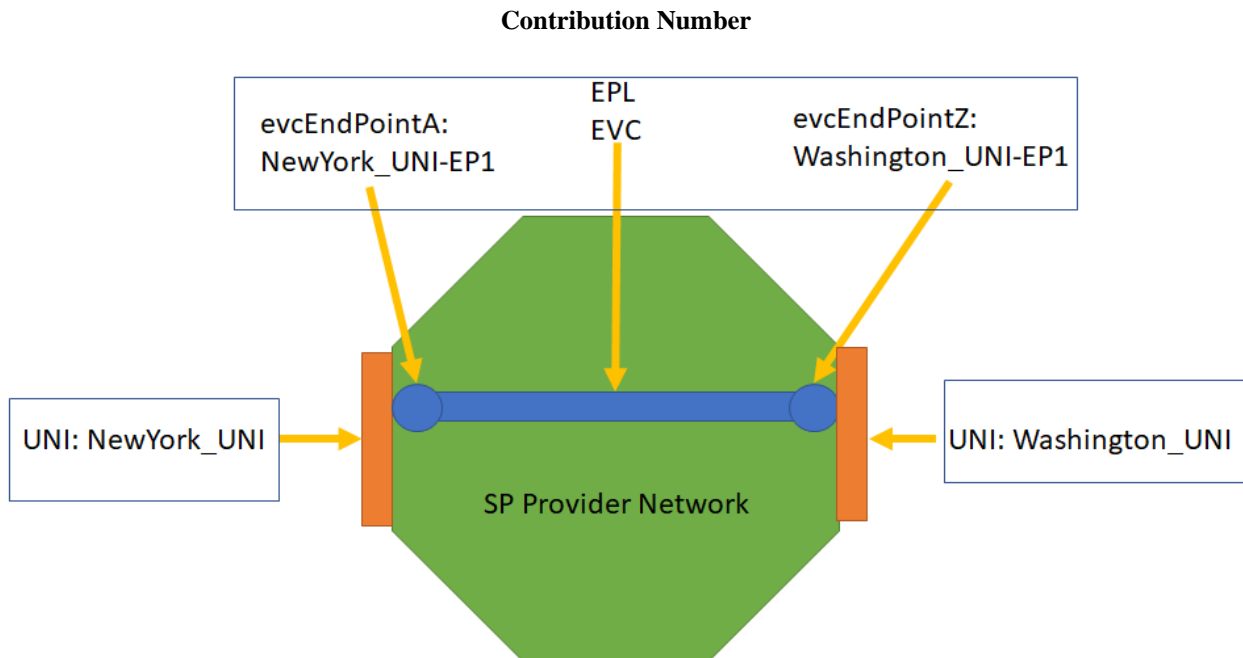 Contribution Number
EPL
EVC
evcEndPointA:
NewYork_UNI-EP1
evcEndPointZ:
Washington_UNI-EP1
UNI: NewYork_UNI
UNI: Washington_UNI
SP Provider Network